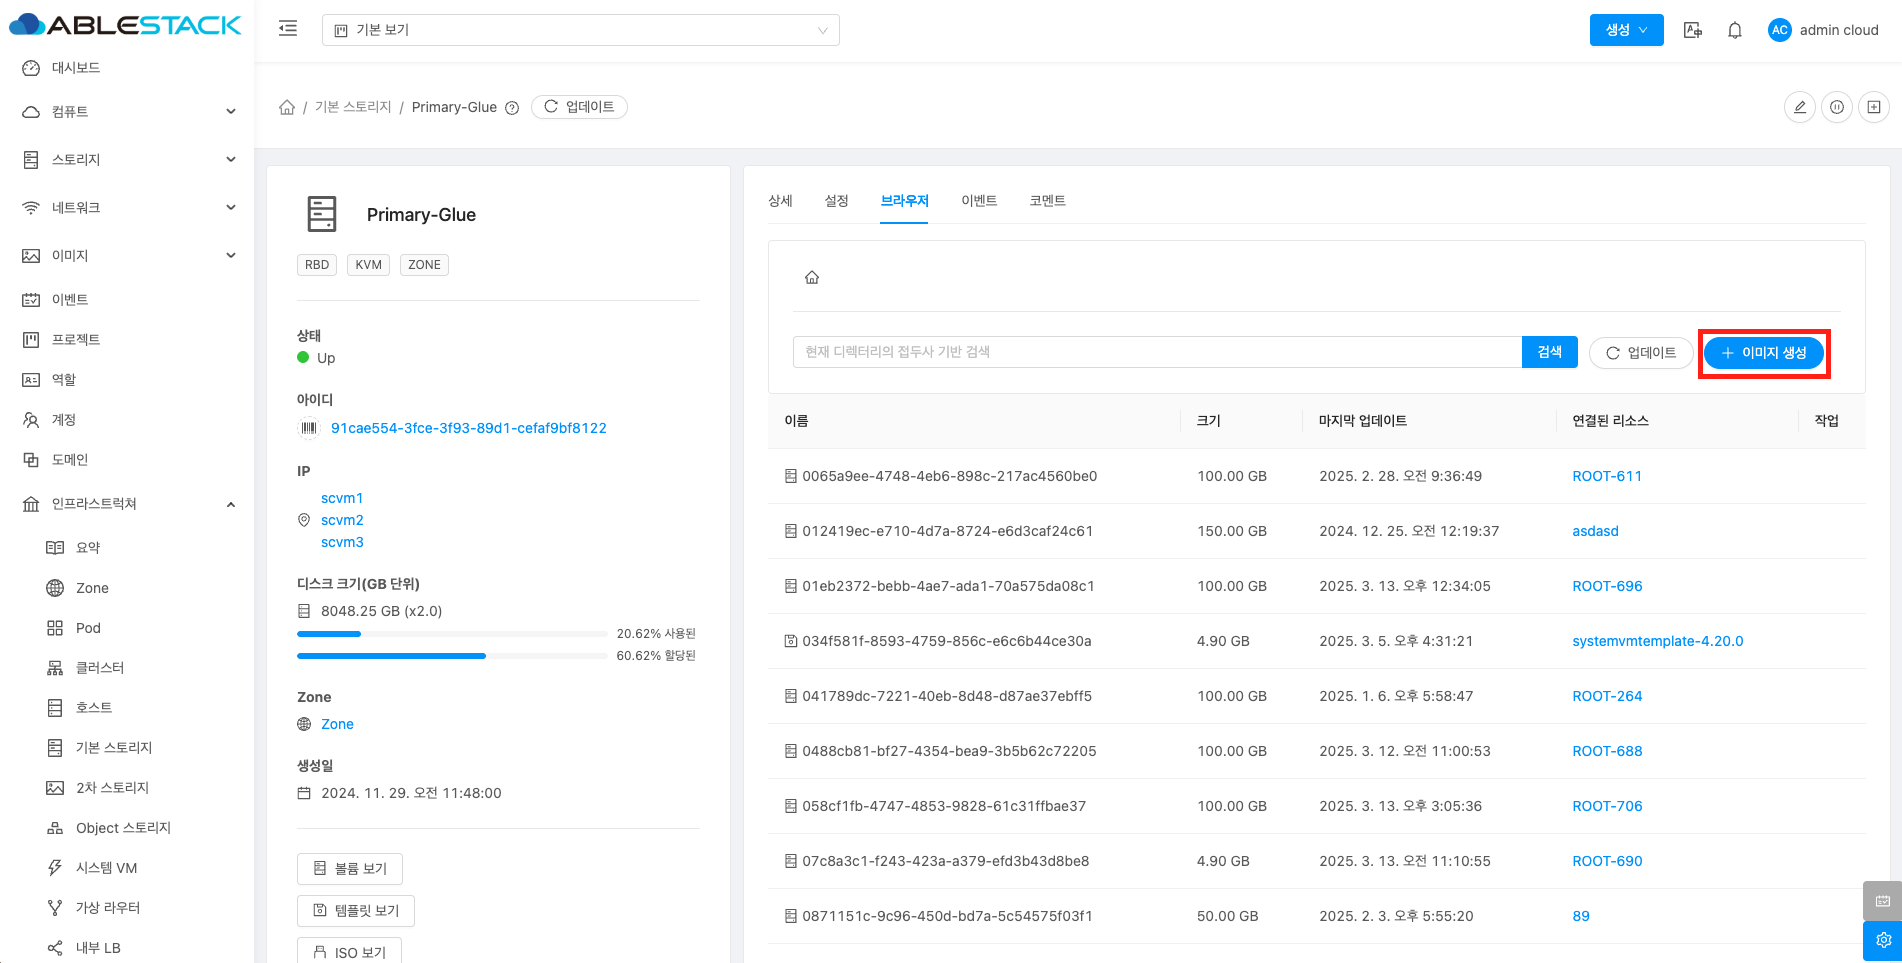 ABLESTACK
기본 보기
생성
AC admin cloud
대시보드
컴퓨트
스토리지
네트워크
이미지
이벤트
프로젝트
역할
계정
도메인
인프라스트럭쳐
요약
Zone
Pod
클러스터
호스트
기본 스토리지
2차 스토리지
Object 스토리지
시스템 VM
가상 라우터
내부 LB
/ 기본 스토리지 / Primary-Glue
업데이트
Primary-Glue
RBD KVM ZONE
상태
Up
아이디
91cae554-3fce-3f93-89d1-cefaf9bf8122
IP
scvm1
scvm2
scvm3
디스크 크기(GB 단위)
8048.25 GB (x2.0)
20.62% 사용된
60.62% 할당된
Zone
Zone
생성일
2024. 11. 29. 오전 11:48:00
볼륨 보기
템플릿 보기
ISO 보기
상세 설정 브라우저 이벤트 코멘트
현재 디렉터리의 접두사 기반 검색 검색 업데이트 이미지 생성
이름 크기 마지막 업데이트 연결된 리소스 작업
0065a9ee-4748-4eb6-898c-217ac4560be0 100.00 GB 2025. 2. 28. 오전 9:36:49 ROOT-611
012419ec-e710-4d7a-8724-e6d3caf24c61 150.00 GB 2024. 12. 25. 오전 12:19:37 asdasd
01eb2372-bebb-4ae7-ada1-70a575da08c1 100.00 GB 2025. 3. 13. 오후 12:34:05 ROOT-696
034f581f-8593-4759-856c-e6c6b44ce30a 4.90 GB 2025. 3. 5. 오후 4:31:21 systemvmtemplate-4.20.0
041789dc-7221-40eb-8d48-d87ae37ebff5 100.00 GB 2025. 1. 6. 오후 5:58:47 ROOT-264
0488cb81-bf27-4354-bea9-3b5b62c72205 100.00 GB 2025. 3. 12. 오전 11:00:53 ROOT-688
058cf1fb-4747-4853-9828-61c31ffbae37 100.00 GB 2025. 3. 13. 오후 3:05:36 ROOT-706
07c8a3c1-f243-423a-a379-efd3b43d8be8 4.90 GB 2025. 3. 13. 오전 11:10:55 ROOT-690
0871151c-9c96-450d-bd7a-5c54575f03f1 50.00 GB 2025. 2. 3. 오후 5:55:20 89